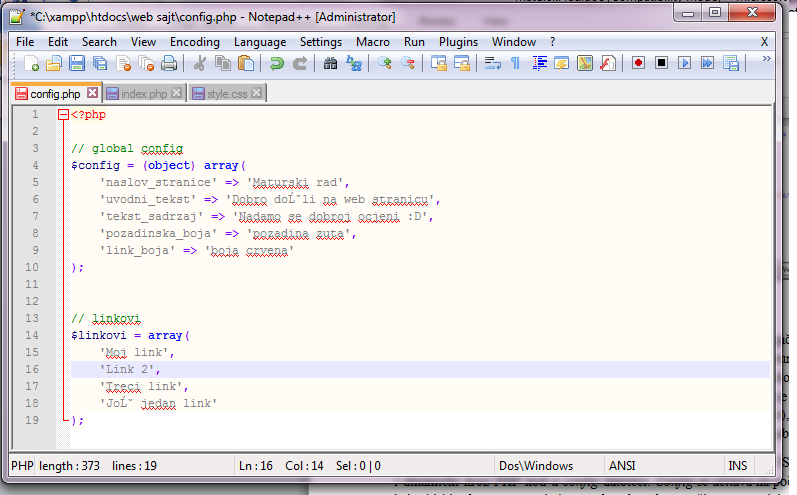 *C:\xampp\htdocs\web sajt\config.php - Notepad++ [Administrator]
File Edit Search View Encoding Language Settings Macro Run Plugins Window ? X
config.php index.php style.css
1 <?php
2
3 // global config
4 $config = (object) array(
5 'naslov_stranice' => 'Maturski rad',
6 'uvodni_tekst' => 'Dobro doĹˇli na web stranicu',
7 'tekst_sadrzaj' => 'Nadamo se dobroj ocjeni :D',
8 'pozadinska_boja' => 'pozadina zuta',
9 'link_boja' => 'boja crvena'
10 );
11
12
13 // linkovi
14 $linkovi = array(
15 'Moj link',
16 'Link 2',
17 'Treci link',
18 'JoĹˇ jedan link'
19 );
PHP length : 373 lines : 19 Ln : 16 Col : 14 Sel : 0 | 0 Dos\Windows ANSI INS